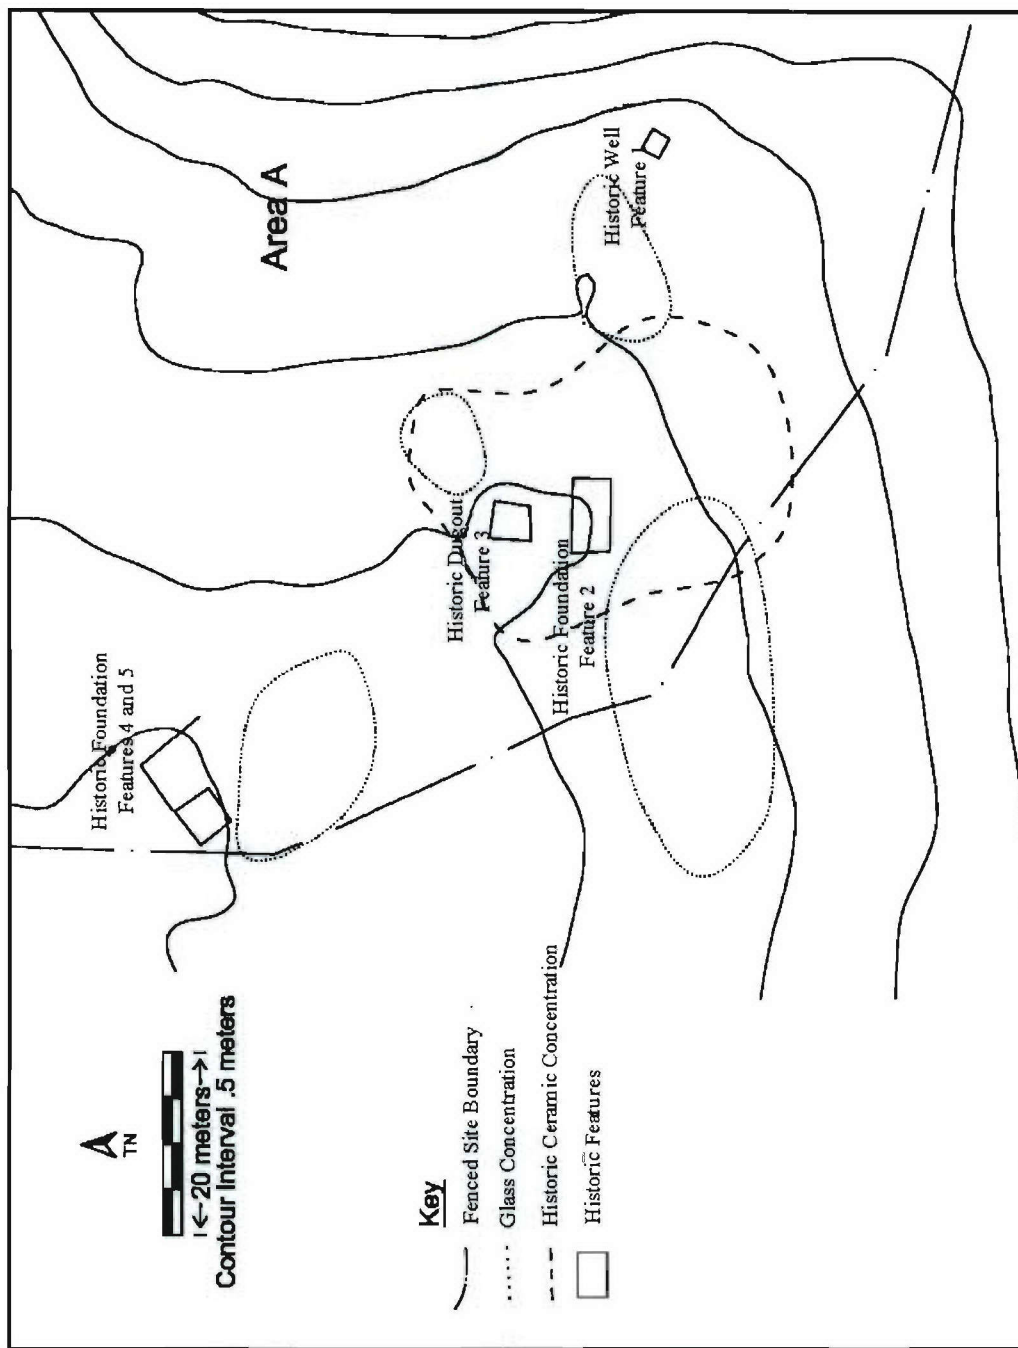 Area A
Historic Well
Feature 1
Historic Dugout
Feature 3
Historic Foundation
Feature 2
Historic Foundation
Features 4 and 5
TN
I<-20 meters->I
Contour Interval .5 meters
Key
Fenced Site Boundary
Glass Concentration
Historic Ceramic Concentration
Historic Features